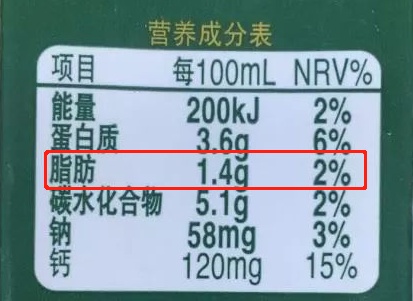 营养成分表
项目 每100mL NRV%
能量 200kJ 2%
蛋白质 3.6g 6%
脂肪 1.4g 2%
碳水化合物 5.1g 2%
钠 58mg 3%
钙 120mg 15%